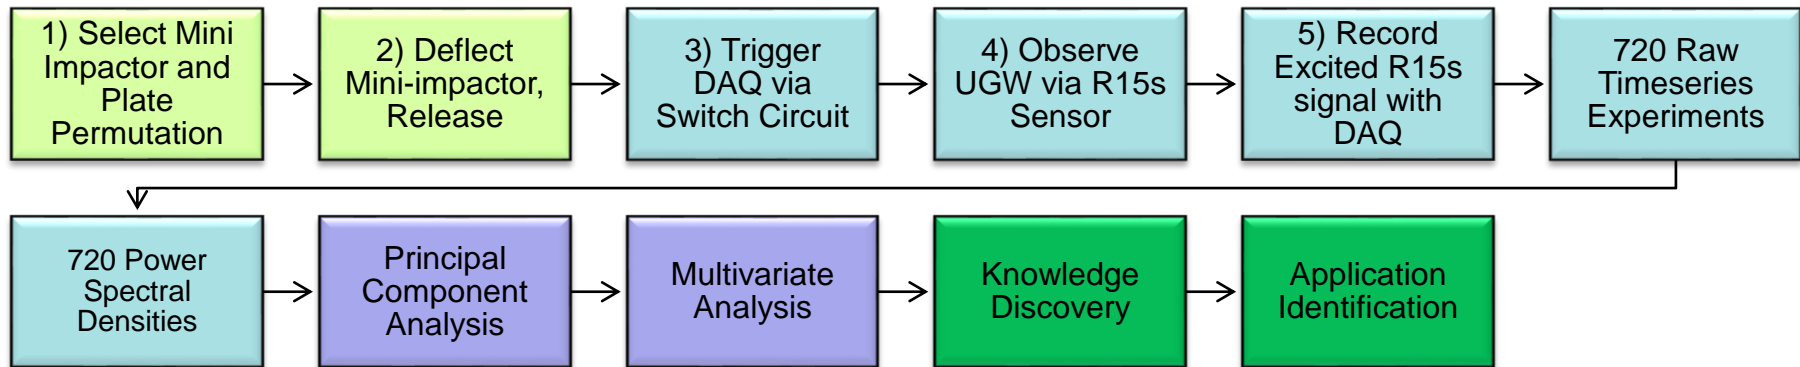 1) Select Mini
Impactor and
Plate
Permutation
2) Deflect
Mini-impactor,
Release
3) Trigger
DAQ via
Switch Circuit
4) Observe
UGW via R15s
Sensor
5) Record
Excited R15s
signal with
DAQ
720 Raw
Timeseries
Experiments
720 Power
Spectral
Densities
Principal
Component
Analysis
Multivariate
Analysis
Knowledge
Discovery
Application
Identification